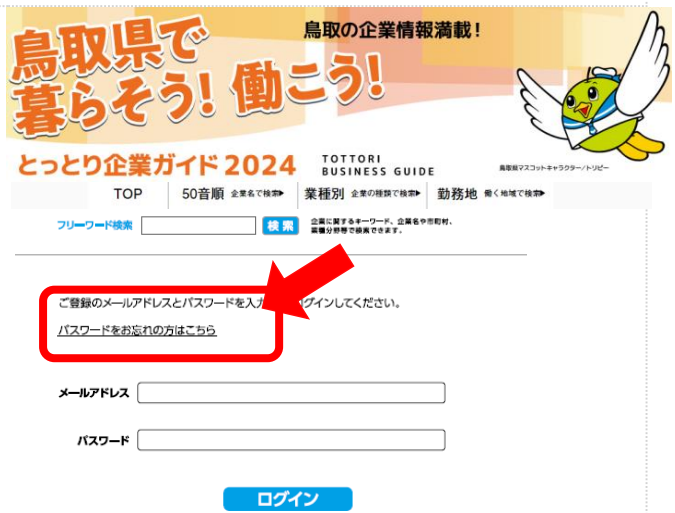 鳥取県で
暮らそう! 働こう!
鳥取の企業情報満載!
とっとり企業ガイド 2024
TOTTORI
BUSINESS GUIDE
鳥取県マスコットキャラクター/トリピー
TOP 50音順 企業名で検索▶ 業種別 企業の種類で検索▶ 勤務地 働く地域で検索▶
フリーワード検索 検 索
企業に関するキーワード、企業名や市町村、
業種分野等で検索できます。
ご登録のメールアドレスとパスワードを入力 グインしてください。
パスワードをお忘れの方はこちら
メールアドレス
パスワード
ログイン